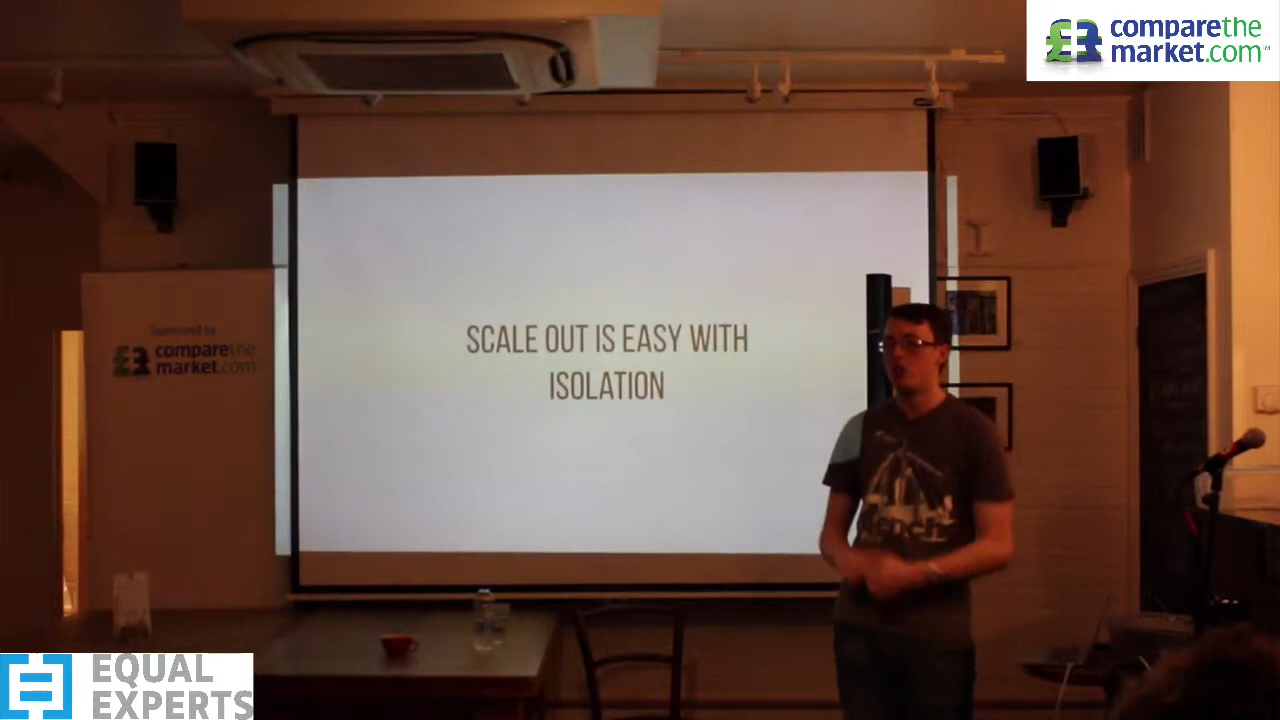 comparethe
market.com
SCALE OUT IS EASY WITH
ISOLATION
Sponsored by
comparethe
market.com
EQUAL
EXPERTS